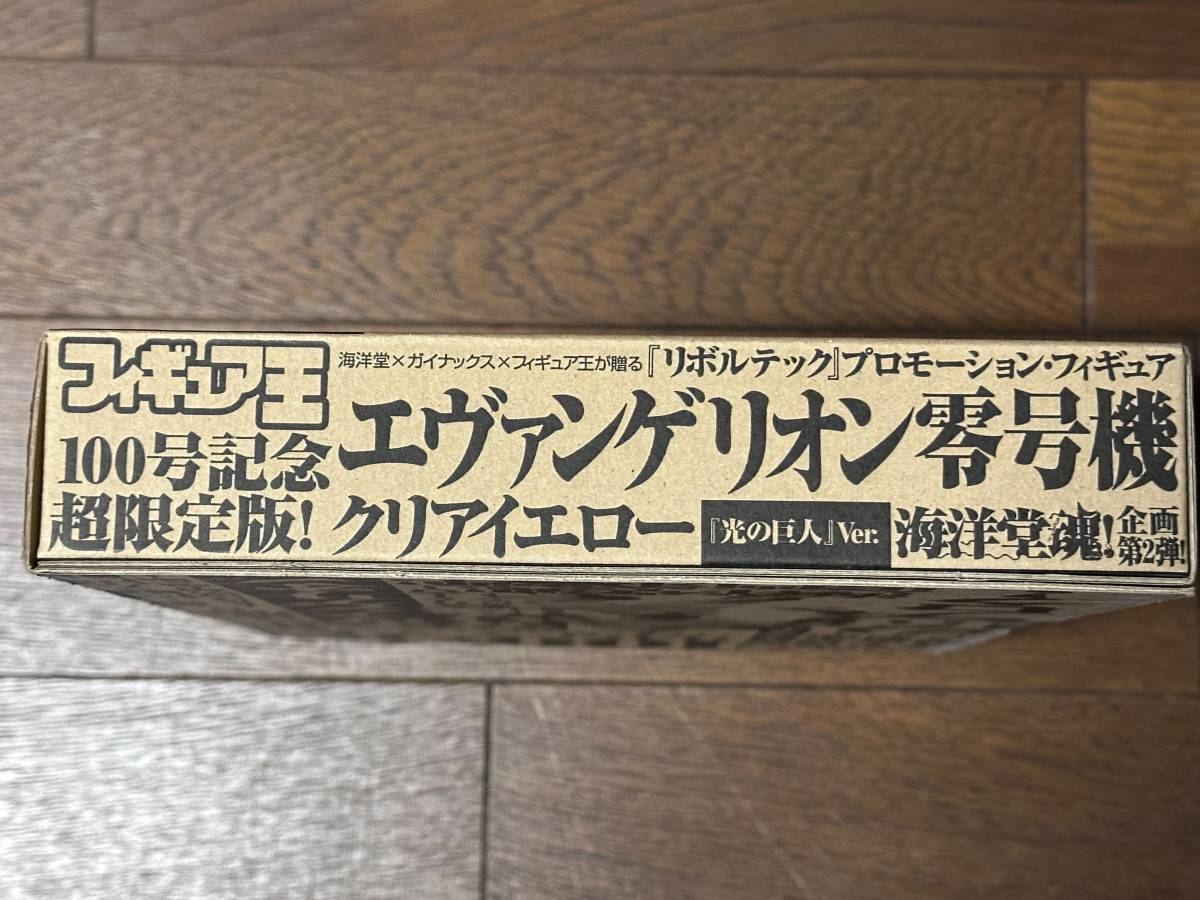 フィギュア王
100号記念
超限定版!
海洋堂×ガイナックス×フィギュア王が贈る『リボルテック』プロモーション・フィギュア
エヴァンゲリオン零号機
クリアイエロー 『光の巨人』Ver.
海洋堂魂!
企画
第2弾!